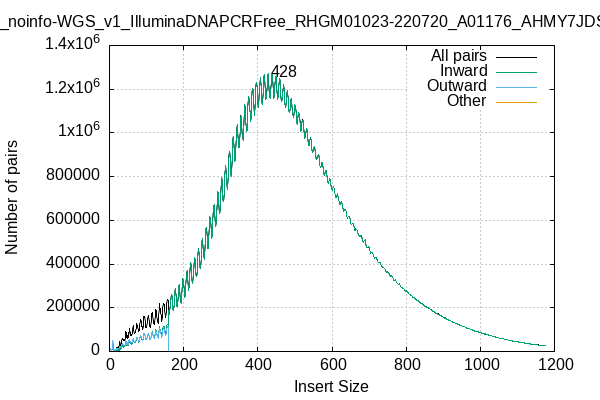 _noinfo-WGS_v1_IlluminaDNAPCRFree_RHGM01023-220720_A01176_AHMY7JDS
1.4x10^6
1.2x10^6
1x10^6
800000
600000
400000
200000
0
Number of pairs
428
All pairs
Inward
Outward
Other
0 200 400 600 800 1000 1200
Insert Size